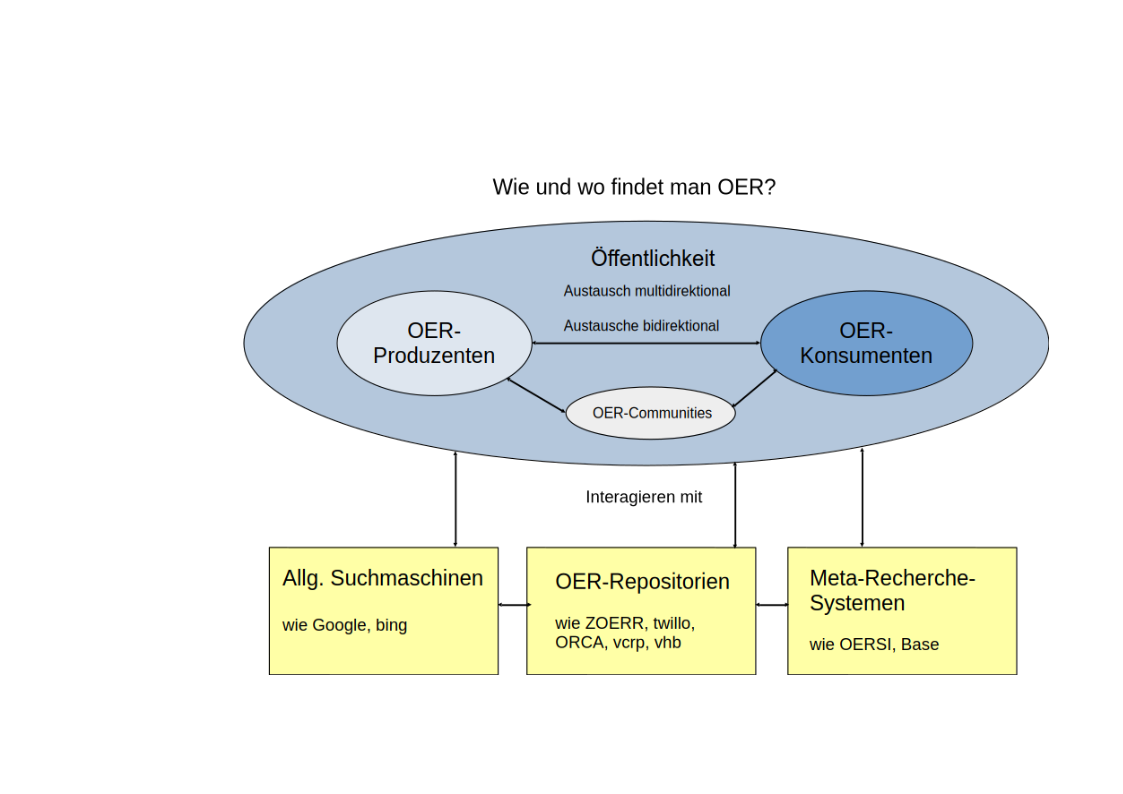 Wie und wo findet man OER?
Öffentlichkeit
Austausch multidirektional
Austausche bidirektional
OER-
Produzenten
OER-
Konsumenten
OER-Communities
Interagieren mit
Allg. Suchmaschinen
wie Google, bing
OER-Repositorien
wie ZOERR, twillo,
ORCA, vcrp, vhb
Meta-Recherche-
Systemen
wie OERSI, Base